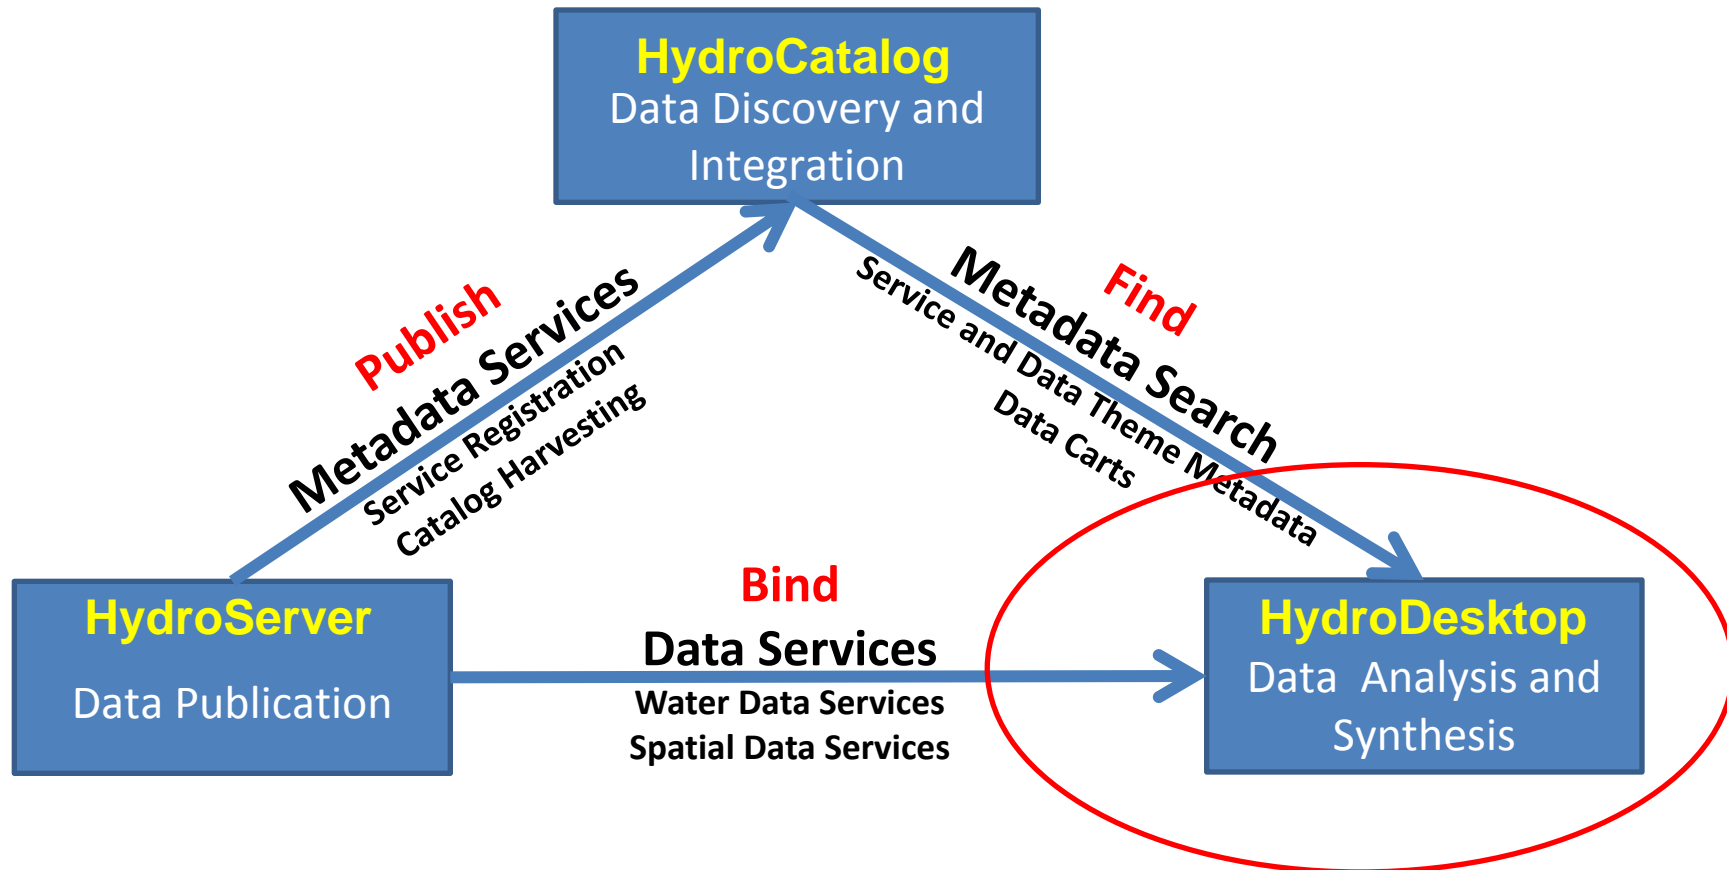 HydroCatalog
Data Discovery and
Integration
Publish
Metadata Services
Service Registration
Catalog Harvesting
Find
Metadata Search
Service and Data Theme Metadata
Data Carts
HydroServer
Data Publication
Bind
Data Services
Water Data Services
Spatial Data Services
HydroDesktop
Data Analysis and
Synthesis